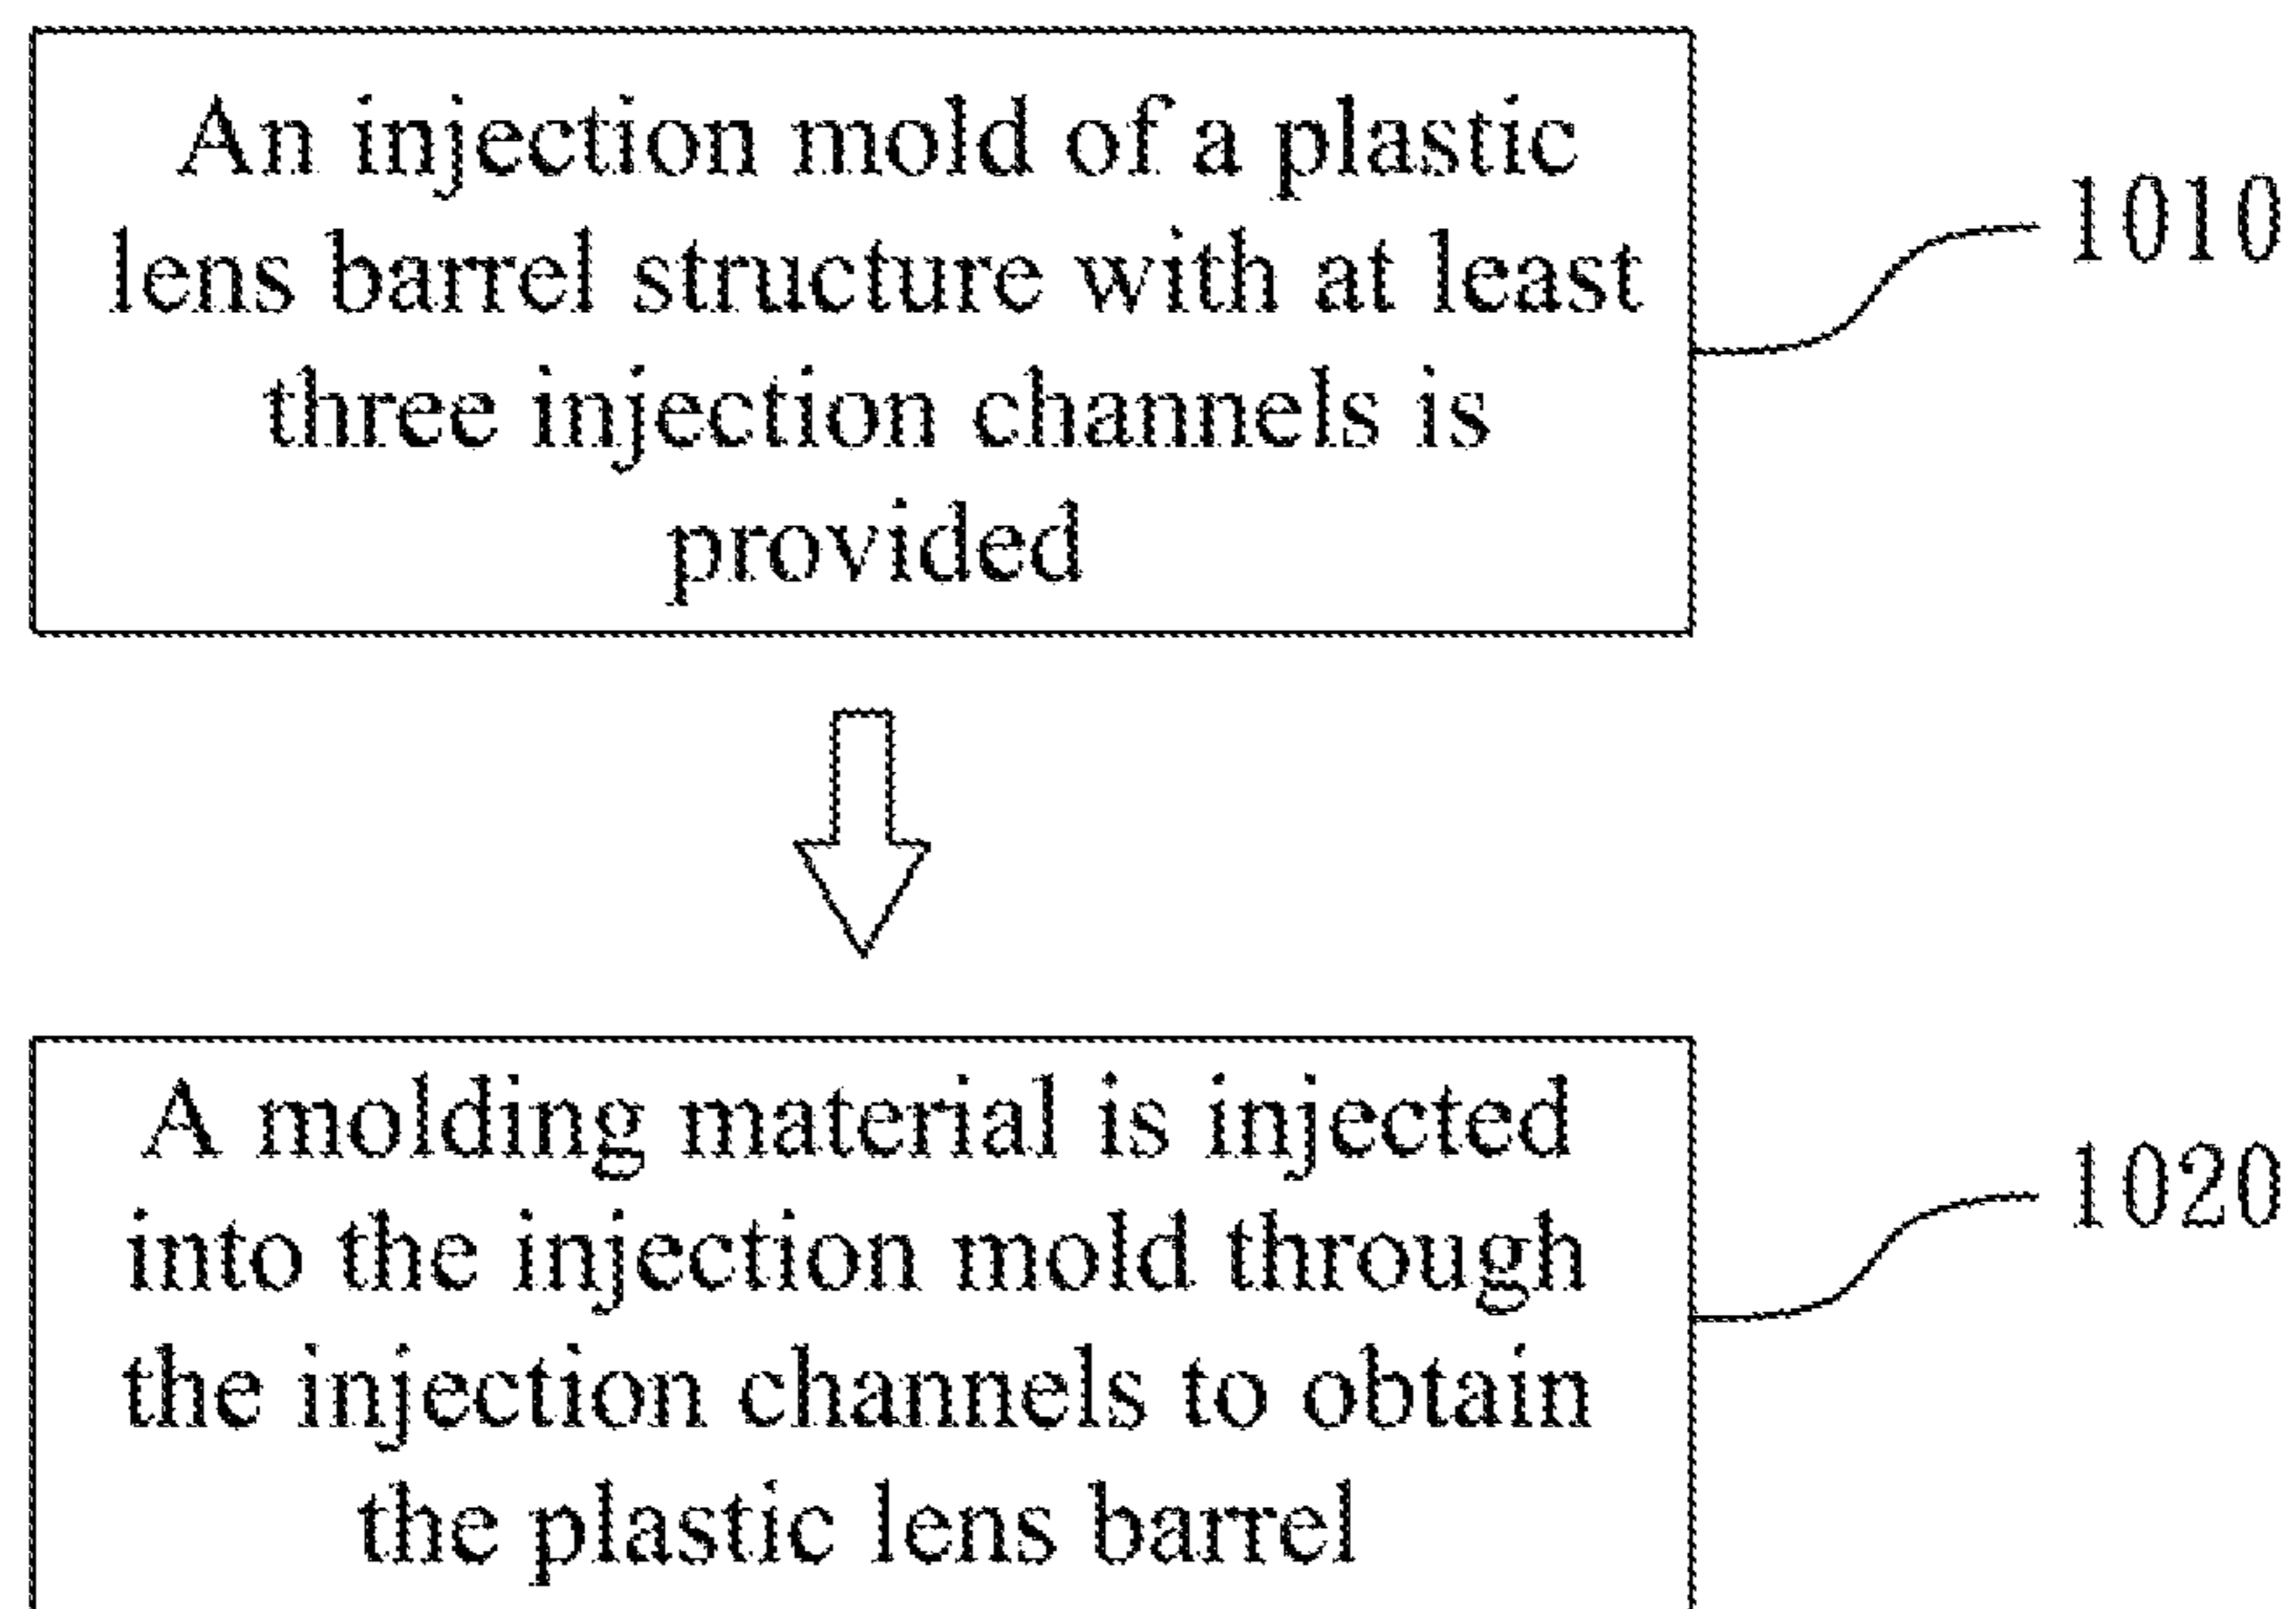 An injection mold of a plastic
lens barrel structure with at least
three injection channels is
provided
1010
A molding material is injected
into the injection mold through
the injection channels to obtain
the plastic lens barrel
1020